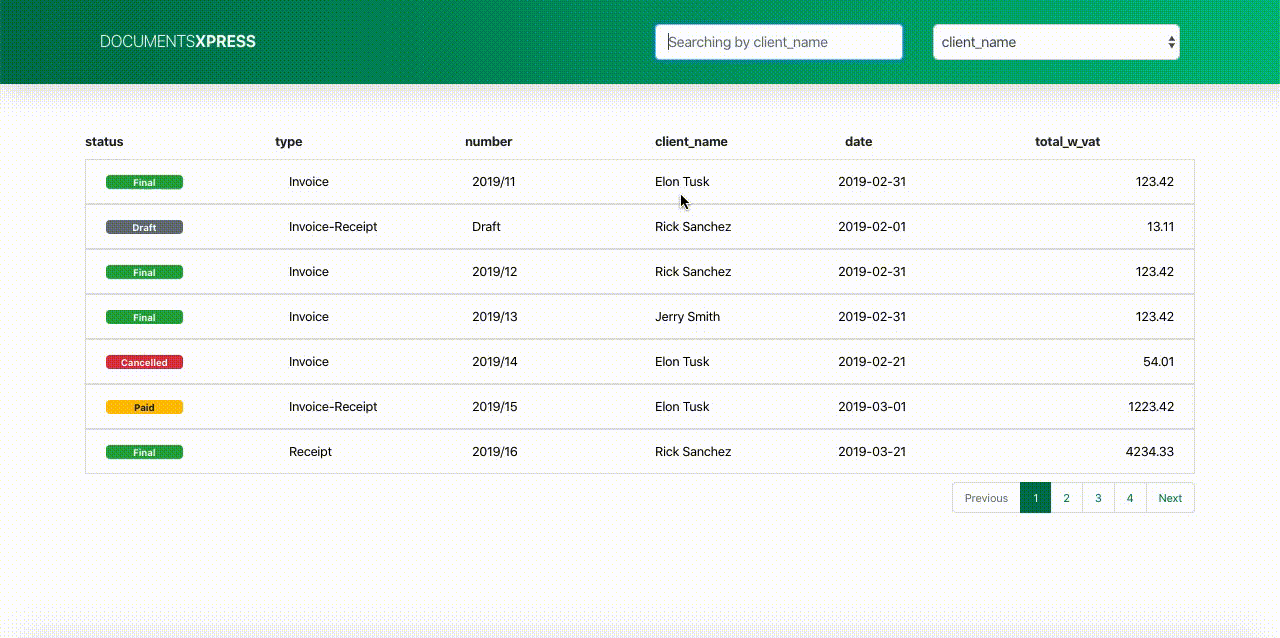 DOCUMENTSXPRESS Searching by client_name client_name
status type number client_name date total_w_vat
Final Invoice 2019/11 Elon Tusk 2019-02-31 123.42
Draft Invoice-Receipt Draft Rick Sanchez 2019-02-01 13.11
Final Invoice 2019/12 Rick Sanchez 2019-02-31 123.42
Final Invoice 2019/13 Jerry Smith 2019-02-31 123.42
Cancelled Invoice 2019/14 Elon Tusk 2019-02-21 54.01
Paid Invoice-Receipt 2019/15 Elon Tusk 2019-03-01 1223.42
Final Receipt 2019/16 Rick Sanchez 2019-03-21 4234.33
Previous 1 2 3 4 Next